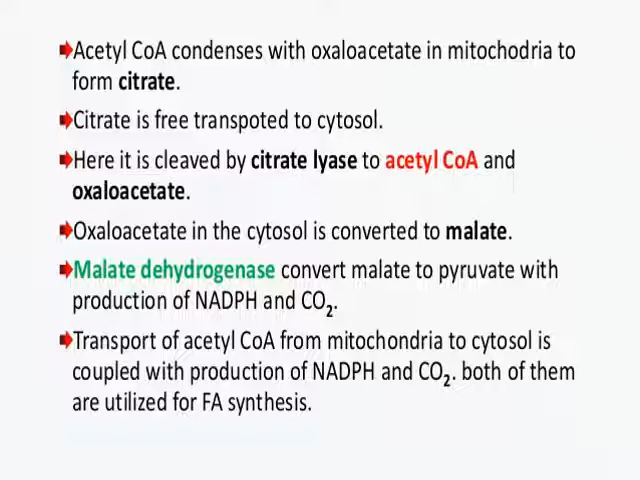 Acetyl CoA condenses with oxaloacetate in mitochodria to
form citrate.
Citrate is free transpoted to cytosol.
Here it is cleaved by citrate lyase to acetyl CoA and
oxaloacetate.
Oxaloacetate in the cytosol is converted to malate.
Malate dehydrogenase convert malate to pyruvate with
production of NADPH and CO₂.
Transport of acetyl CoA from mitochondria to cytosol is
coupled with production of NADPH and CO₂. both of them
are utilized for FA synthesis.